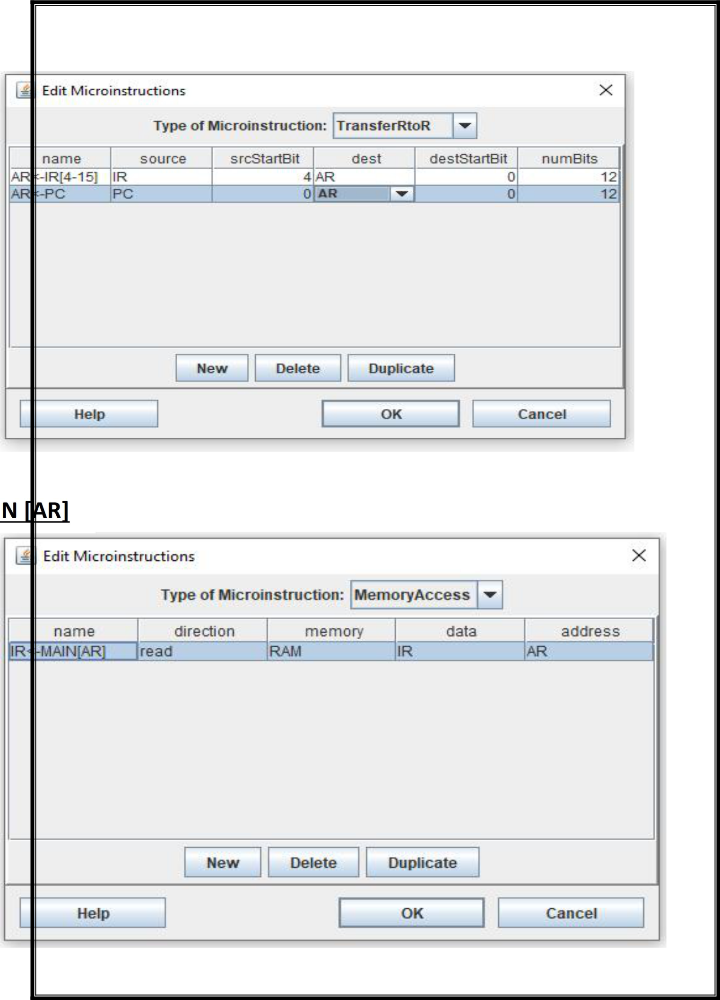 Edit Microinstructions
Type of Microinstruction: TransferRtoR
name source srcStartBit dest destStartBit numBits
AR<-IR[4-15] IR 4 AR 0 12
AR<-PC PC 0 AR 0 12
New Delete Duplicate
Help OK Cancel
N [AR]
Edit Microinstructions
Type of Microinstruction: MemoryAccess
name direction memory data address
IR<-MAIN[AR] read RAM IR AR
New Delete Duplicate
Help OK Cancel